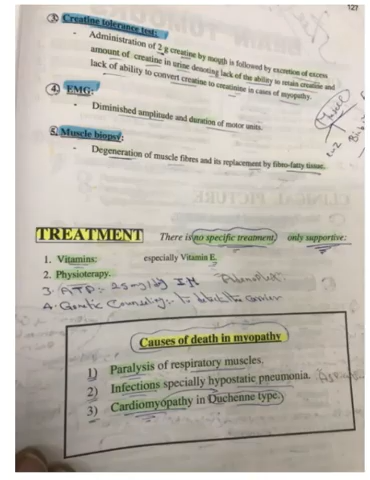 127
③ Creatine tolerance test:
- Administration of 2 g creatine by mouth is followed by excretion of excess
amount of creatine in urine denoting lack of the ability to retain creatine and
lack of ability to convert creatine to creatinine in cases of myopathy.
④ EMG:
- Diminished amplitude and duration of motor units.
5. Muscle biopsy:
- Degeneration of muscle fibres and its replacement by fibro-fatty tissue.
TREATMENT There is no specific treatment only supportive:
1. Vitamins: especially Vitamin E.
2. Physiotherapy.
3. ATP: 25mg/ IM
4. Genetic Counseling: to carrier
Causes of death in myopathy
1) Paralysis of respiratory muscles.
2) Infections specially hypostatic pneumonia.
3) Cardiomyopathy in Duchenne type.